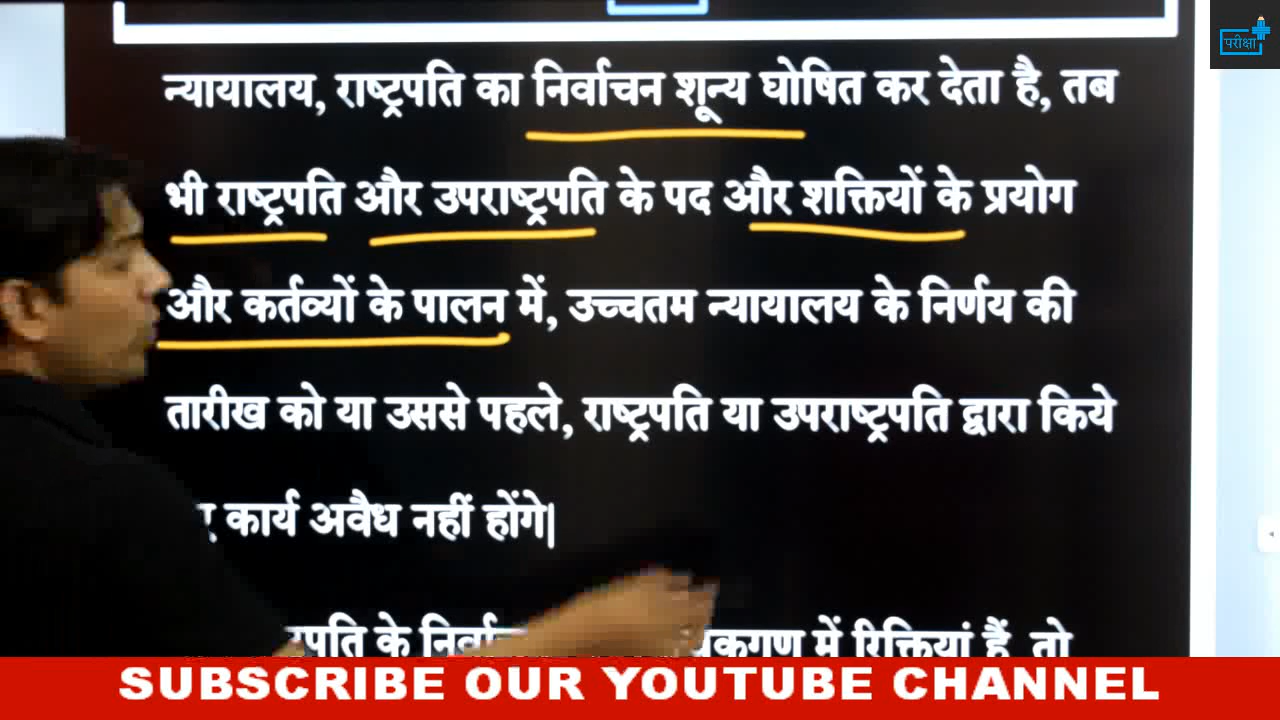 परीक्षा
न्यायालय, राष्ट्रपति का निर्वाचन शून्य घोषित कर देता है, तब
भी राष्ट्रपति और उपराष्ट्रपति के पद और शक्तियों के प्रयोग
और कर्तव्यों के पालन में, उच्चतम न्यायालय के निर्णय की
तारीख को या उससे पहले, राष्ट्रपति या उपराष्ट्रपति द्वारा किये
कार्य अवैध नहीं होंगे|
के में रिक्तियां हैं, तो
SUBSCRIBE OUR YOUTUBE CHANNEL